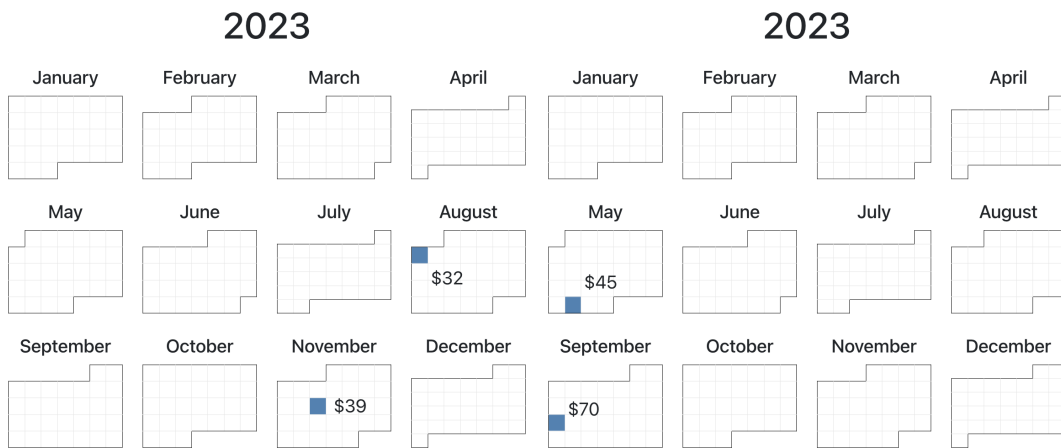 2023
January February March April
May June July August
$32
September October November December
$39
2023
January February March April
May June July August
$45
September October November December
$70